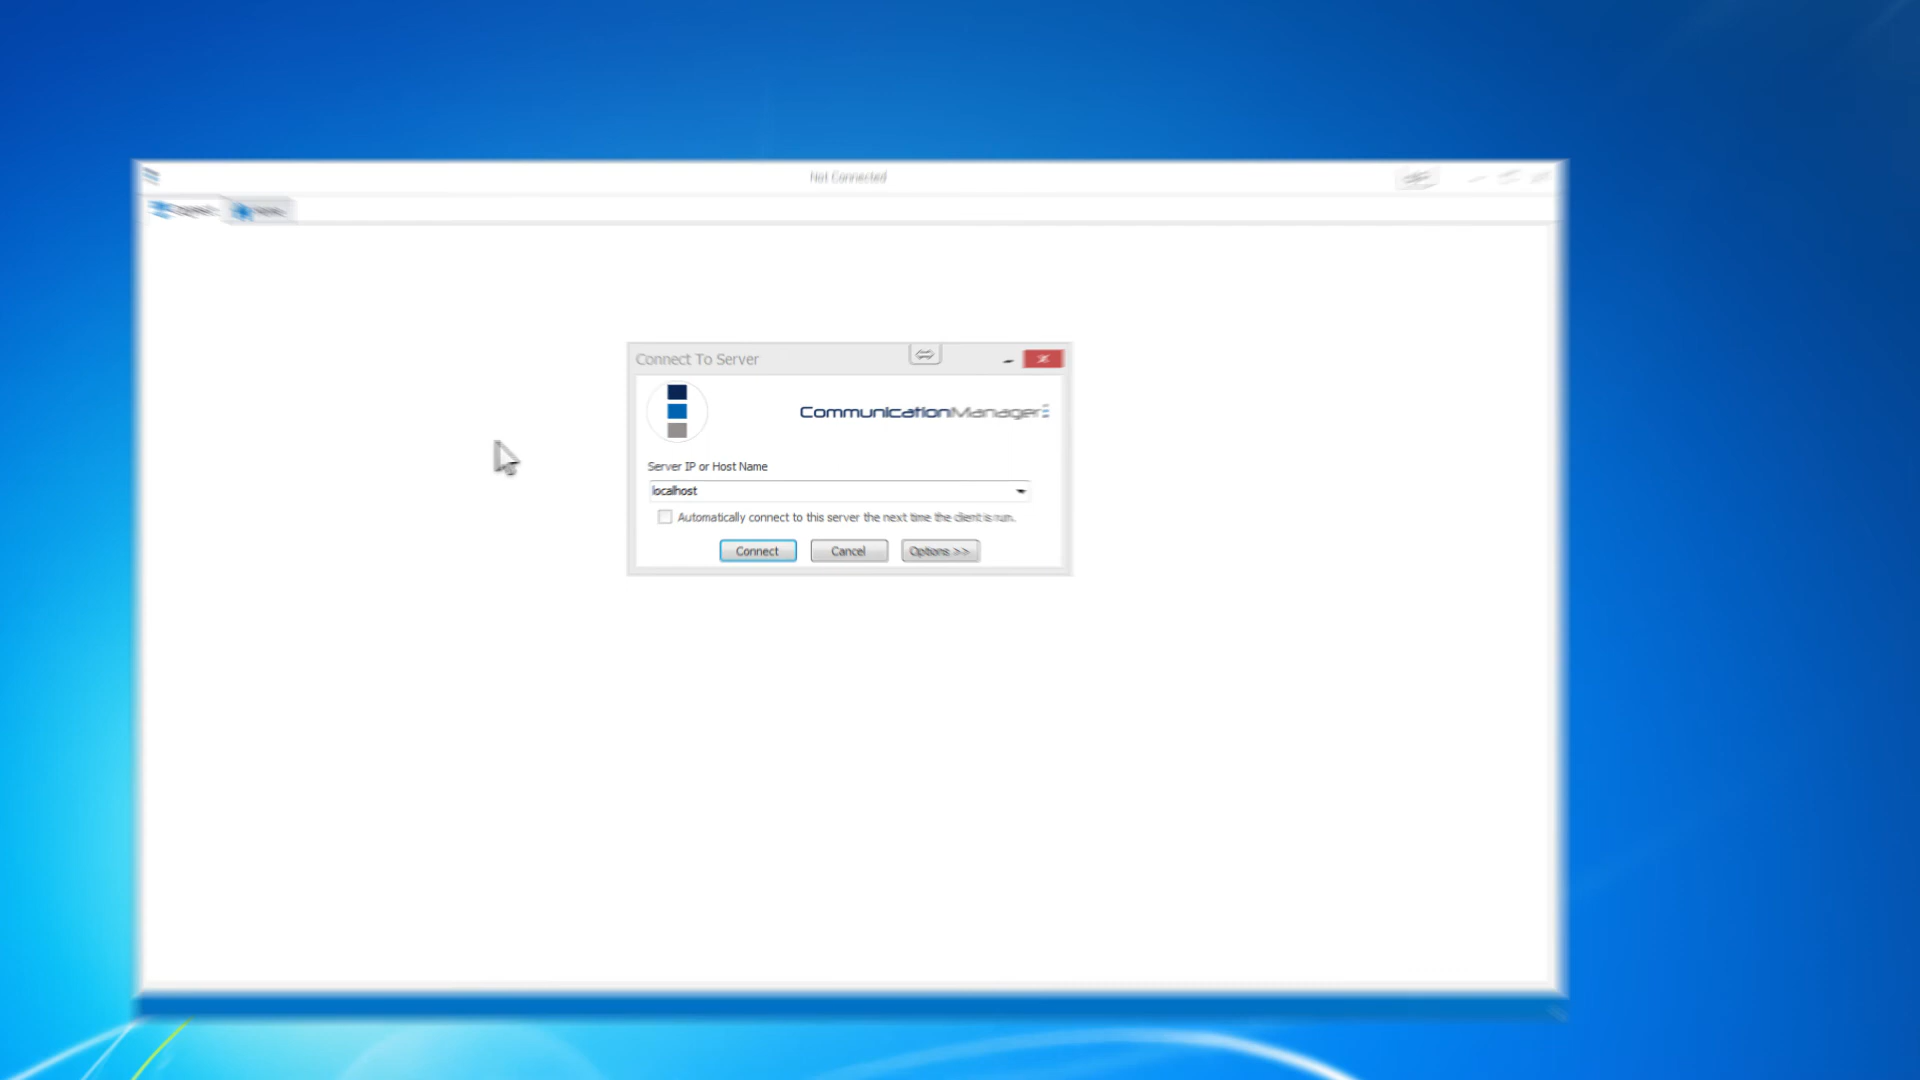 Not Connected
Connect To Server
CommunicationManager
Server IP or Host Name
localhost
Automatically connect to this server the next time the client is run.
Connect
Cancel
Options >>